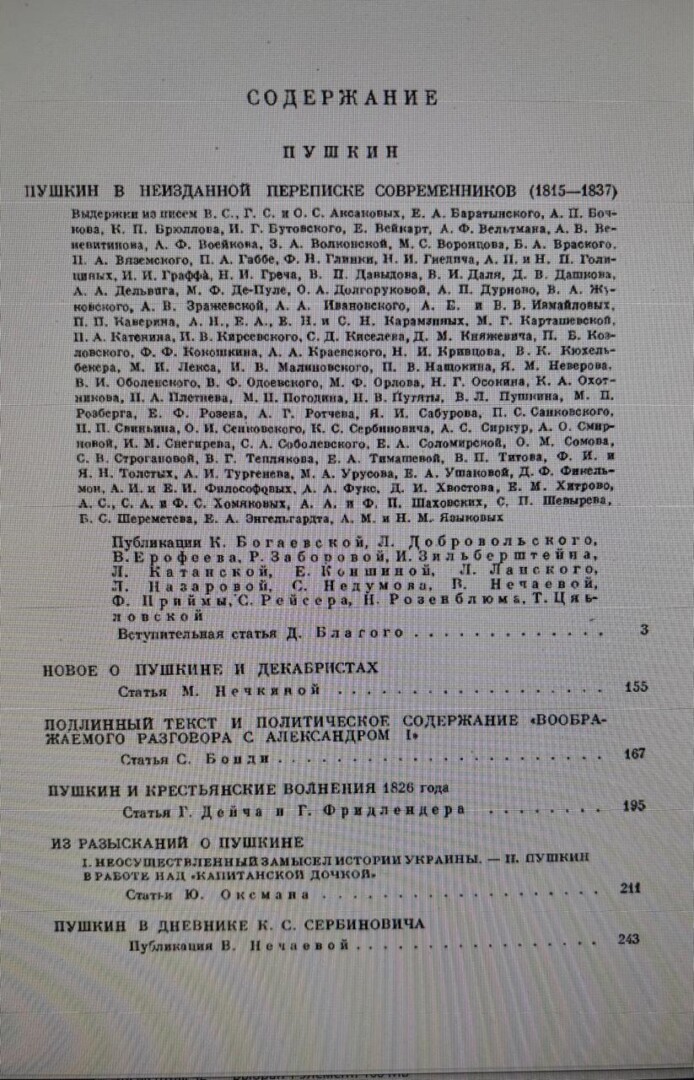 СОДЕРЖАНИЕ
ПУШКИН
ПУШКИН В НЕИЗДАННОЙ ПЕРЕПИСКЕ СОВРЕМЕННИКОВ (1815—1837)
Выдержки из писем В. С., Г. С. и О. С. Аксаковых, Е. А. Баратынского, А. П. Боч-
кова, К. П. Брюллова, И. Г. Бутовского, Е. Вейкарт, А. Ф. Вельтмана, А. В. Ве-
невитинова, А. Ф. Воейкова, З. А. Волконской, М. С. Воронцова, Б. А. Враского,
П. А. Вяземского, П. А. Габбе, Ф. Н. Глинки, Н. И. Гнедича, А. Н. и Н. П. Голи-
циных, И. И. Граффа, Н. И. Греча, В. П. Давыдова, В. И. Даля, Д. В. Дашкова,
А. А. Дельвига, М. Ф. Де-Пуле, О. А. Долгоруковой, А. П. Дурново, В. А. Жу-
ковского, А. В. Зражевской, А. А. Ивановского, А. Е. и В. В. Измайловых,
П. П. Каверина, А. Н., Е. А., Е. Н. и С. Н. Карамзиных, М. Г. Карташевской,
П. А. Катенина, И. В. Киреевского, С. Д. Киселева, Д. М. Княжевича, П. Б. Коз-
ловского, Ф. Ф. Кокошкина, А. А. Краевского, Н. И. Кривцова, В. К. Кюхель-
бекера, М. И. Лекса, И. В. Малиновского, П. В. Нащокина, Я. М. Неверова,
В. И. Оболенского, В. Ф. Одоевского, М. Ф. Орлова, Н. Г. Осокина, К. А. Охот-
никова, П. А. Плетнева, М. П. Погодина, Н. В. Путяты, В. Л. Пушкина, М. П.
Розберга, Е. Ф. Розена, А. Г. Ротчева, Я. И. Сабурова, П. С. Санковского,
П. П. Свиньина, О. И. Сенковского, К. С. Сербиновича, А. С. Сиркур, А. О. Смир-
новой, И. М. Снегирева, С. А. Соболевского, Е. А. Соломирской, О. М. Сомова,
С. В. Строгановой, В. Г. Теплякова, Е. А. Тимашевой, В. П. Титова, Ф. И. и
Я. Н. Толстых, А. И. Тургенева, М. А. Урусова, Е. А. Ушаковой, Д. Ф. Фикель-
мон, А. И. и Е. И. Философовых, А. А. Фукс, Д. И. Хвостова, Е. М. Хитрово,
А. С., С. А. и Ф. С. Хомяковых, А. А. и Ф. П. Шаховских, С. П. Шевырева,
Б. С. Шереметева, Е. А. Энгельгардта, А. М. и Н. М. Языковых
Публикации К. Богаевской, Л. Добровольского,
В. Ерофеева, Р. Заборовой, И. Зильберштейна,
Л. Катанской, Е. Коншиной, Л. Ланского,
Л. Назаровой, С. Недумова, В. Нечаевой,
Ф. Приймы, С. Рейсера, Н. Розенблюма, Т. Цяв-
ловской
Вступительная статья Д. Благого . . . . . . . . . . . . . 3
НОВОЕ О ПУШКИНЕ И ДЕКАБРИСТАХ
Статья М. Нечкиной . . . . . . . . . . . . . . . . . 155
ПОДЛИННЫЙ ТЕКСТ И ПОЛИТИЧЕСКОЕ СОДЕРЖАНИЕ «ВООБРА-
ЖАЕМОГО РАЗГОВОРА С АЛЕКСАНДРОМ I»
Статья С. Бонди . . . . . . . . . . . . . . . . . . 167
ПУШКИН И КРЕСТЬЯНСКИЕ ВОЛНЕНИЯ 1826 года
Статья Г. Дейча и Г. Фридлендера . . . . . . . . . . 195
ИЗ РАЗЫСКАНИЙ О ПУШКИНЕ
I. НЕОСУЩЕСТВЛЕННЫЙ ЗАМЫСЕЛ ИСТОРИИ УКРАИНЫ. — II. ПУШКИН
В РАБОТЕ НАД «КАПИТАНСКОЙ ДОЧКОЙ»
Статьи Ю. Оксмана . . . . . . . . . . . . . . . . . 211
ПУШКИН В ДНЕВНИКЕ К. С. СЕРБИНОВИЧА
Публикация В. Нечаевой . . . . . . . . . . . . . . . 243